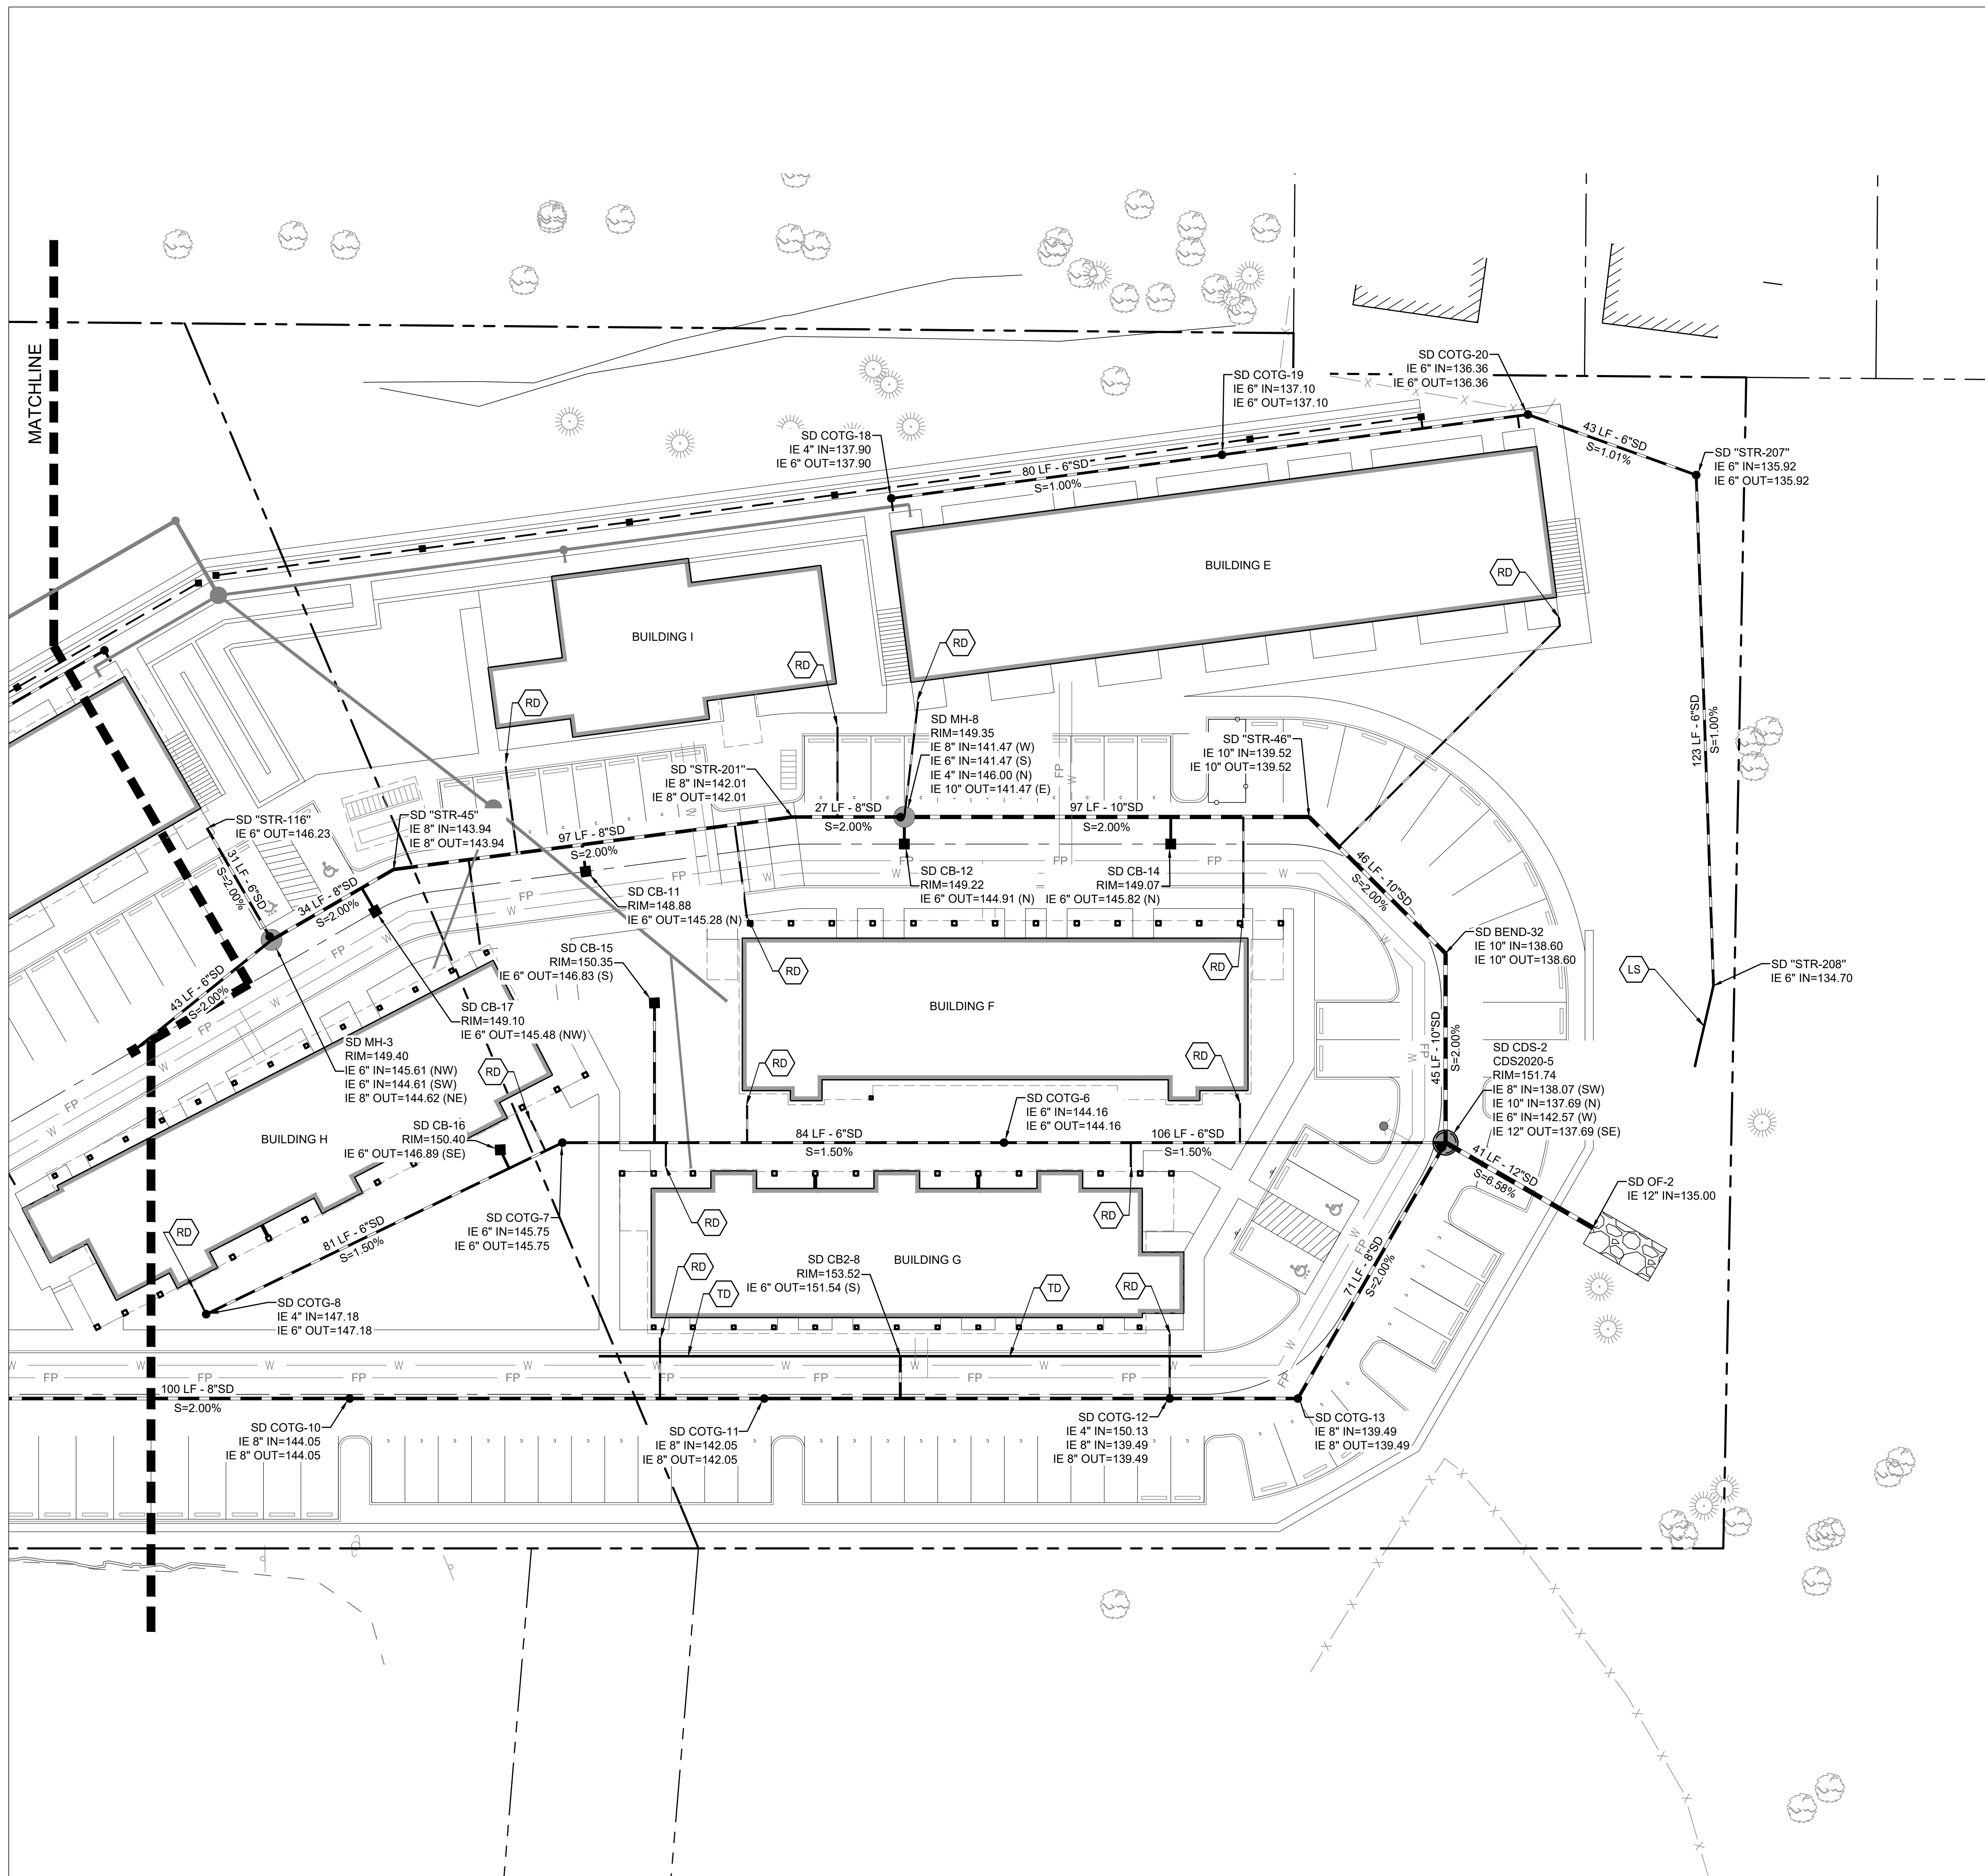 MATCHLINE
SD COTG-20
IE 6" IN=136.36
IE 6" OUT=136.36
SD COTG-19
IE 6" IN=137.10
IE 6" OUT=137.10
SD COTG-18
IE 4" IN=137.90
IE 6" OUT=137.90
80 LF - 6"SD
S=1.00%
43 LF - 6"SD
S=1.01%
SD "STR-207"
IE 6" IN=135.92
IE 6" OUT=135.92
BUILDING E
RD
BUILDING I
RD
RD
RD
123 LF - 6"SD
S=1.00%
SD MH-8
RIM=149.35
IE 8" IN=141.47 (W)
IE 6" IN=141.47 (S)
IE 4" IN=146.00 (N)
IE 10" OUT=141.47 (E)
FP
W
SD "STR-46"
IE 10" IN=139.52
IE 10" OUT=139.52
SD "STR-201"
IE 8" IN=142.01
IE 8" OUT=142.01
27 LF - 8"SD
S=2.00%
97 LF - 10"SD
S=2.00%
SD "STR-116"
IE 6" OUT=146.23
SD "STR-45"
IE 8" IN=143.94
IE 8" OUT=143.94
97 LF - 8"SD
S=2.00%
31 LF - 6"SD
S=2.00%
34 LF - 8"SD
S=2.00%
46 LF - 10"SD
S=2.00%
SD CB-11
RIM=148.88
IE 6" OUT=145.28 (N)
SD CB-12
RIM=149.22
IE 6" OUT=144.91 (N)
SD CB-14
RIM=149.07
IE 6" OUT=145.82 (N)
FP
W
FP
W
FP
W
FP
W
SD BEND-32
IE 10" IN=138.60
IE 10" OUT=138.60
LS
SD "STR-208"
IE 6" IN=134.70
SD CB-15
RIM=150.35
IE 6" OUT=146.83 (S)
RD
RD
BUILDING F
43 LF - 6"SD
S=2.00%
SD CB-17
RIM=149.10
IE 6" OUT=145.48 (NW)
SD MH-3
RIM=149.40
IE 6" IN=145.61 (NW)
IE 6" IN=144.61 (SW)
IE 8" OUT=144.62 (NE)
RD
RD
RD
45 LF - 10"SD
S=2.00%
SD CDS-2
CDS2020-5
RIM=151.74
IE 8" IN=138.07 (SW)
IE 10" IN=137.69 (N)
IE 6" IN=142.57 (W)
IE 12" OUT=137.69 (SE)
SD COTG-6
IE 6" IN=144.16
IE 6" OUT=144.16
SD CB-16
RIM=150.40
IE 6" OUT=146.89 (SE)
BUILDING H
84 LF - 6"SD
S=1.50%
106 LF - 6"SD
S=1.50%
41 LF - 12"SD
S=6.58%
SD OF-2
IE 12" IN=135.00
RD
SD COTG-7
IE 6" IN=145.75
IE 6" OUT=145.75
81 LF - 6"SD
S=1.50%
RD
RD
BUILDING G
SD CB2-8
RIM=153.52
IE 6" OUT=151.54 (S)
RD
TD
TD
RD
71 LF - 8"SD
S=2.00%
SD COTG-8
IE 4" IN=147.18
IE 6" OUT=147.18
W W W W W W W W W W
FP FP FP FP FP FP FP FP FP
100 LF - 8"SD
S=2.00%
SD COTG-10
IE 8" IN=144.05
IE 8" OUT=144.05
SD COTG-11
IE 8" IN=142.05
IE 8" OUT=142.05
SD COTG-12
IE 4" IN=150.13
IE 8" IN=139.49
IE 8" OUT=139.49
SD COTG-13
IE 8" IN=139.49
IE 8" OUT=139.49